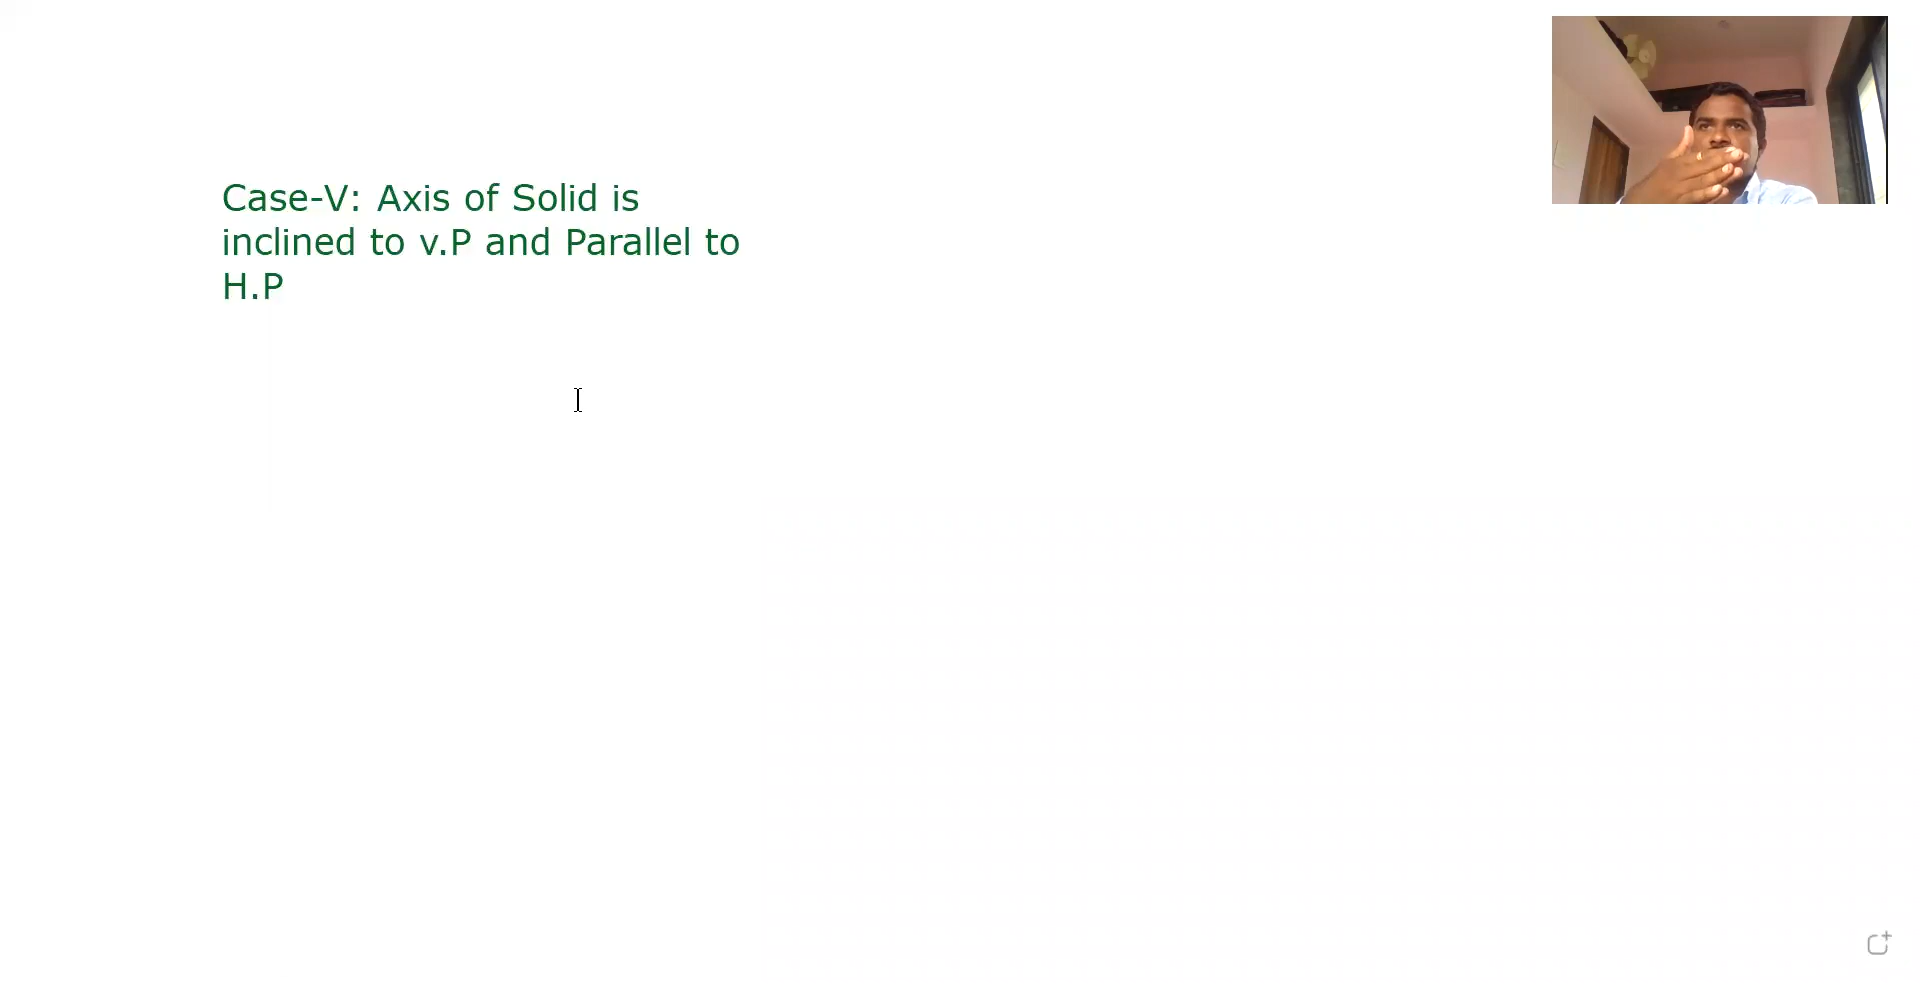 Case-V: Axis of Solid is
inclined to v.P and Parallel to
H.P